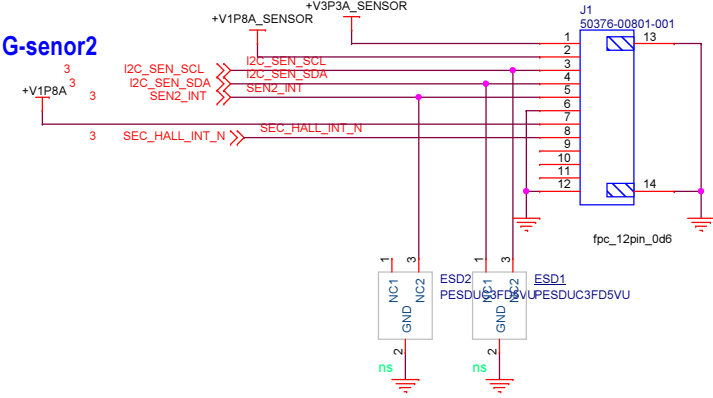 +V3P3A_SENSOR
+V1P8A_SENSOR
J1
50376-00801-001
G-senor2
1
13
2
3
I2C_SEN_SCL
I2C_SEN_SCL
3
3
I2C_SEN_SDA
I2C_SEN_SDA
4
+V1P8A
3
SEN2_INT
SEN2_INT
5
6
7
3
SEC_HALL_INT_N
SEC_HALL_INT_N
8
9
10
11
12
14
fpc_12pin_0d6
1
3
NC1
NC2
GND
2
ns
ESD2
PESDUC3FD5VU
1
3
NC1
NC2
GND
2
ns
ESD1
PESDUC3FD5VU